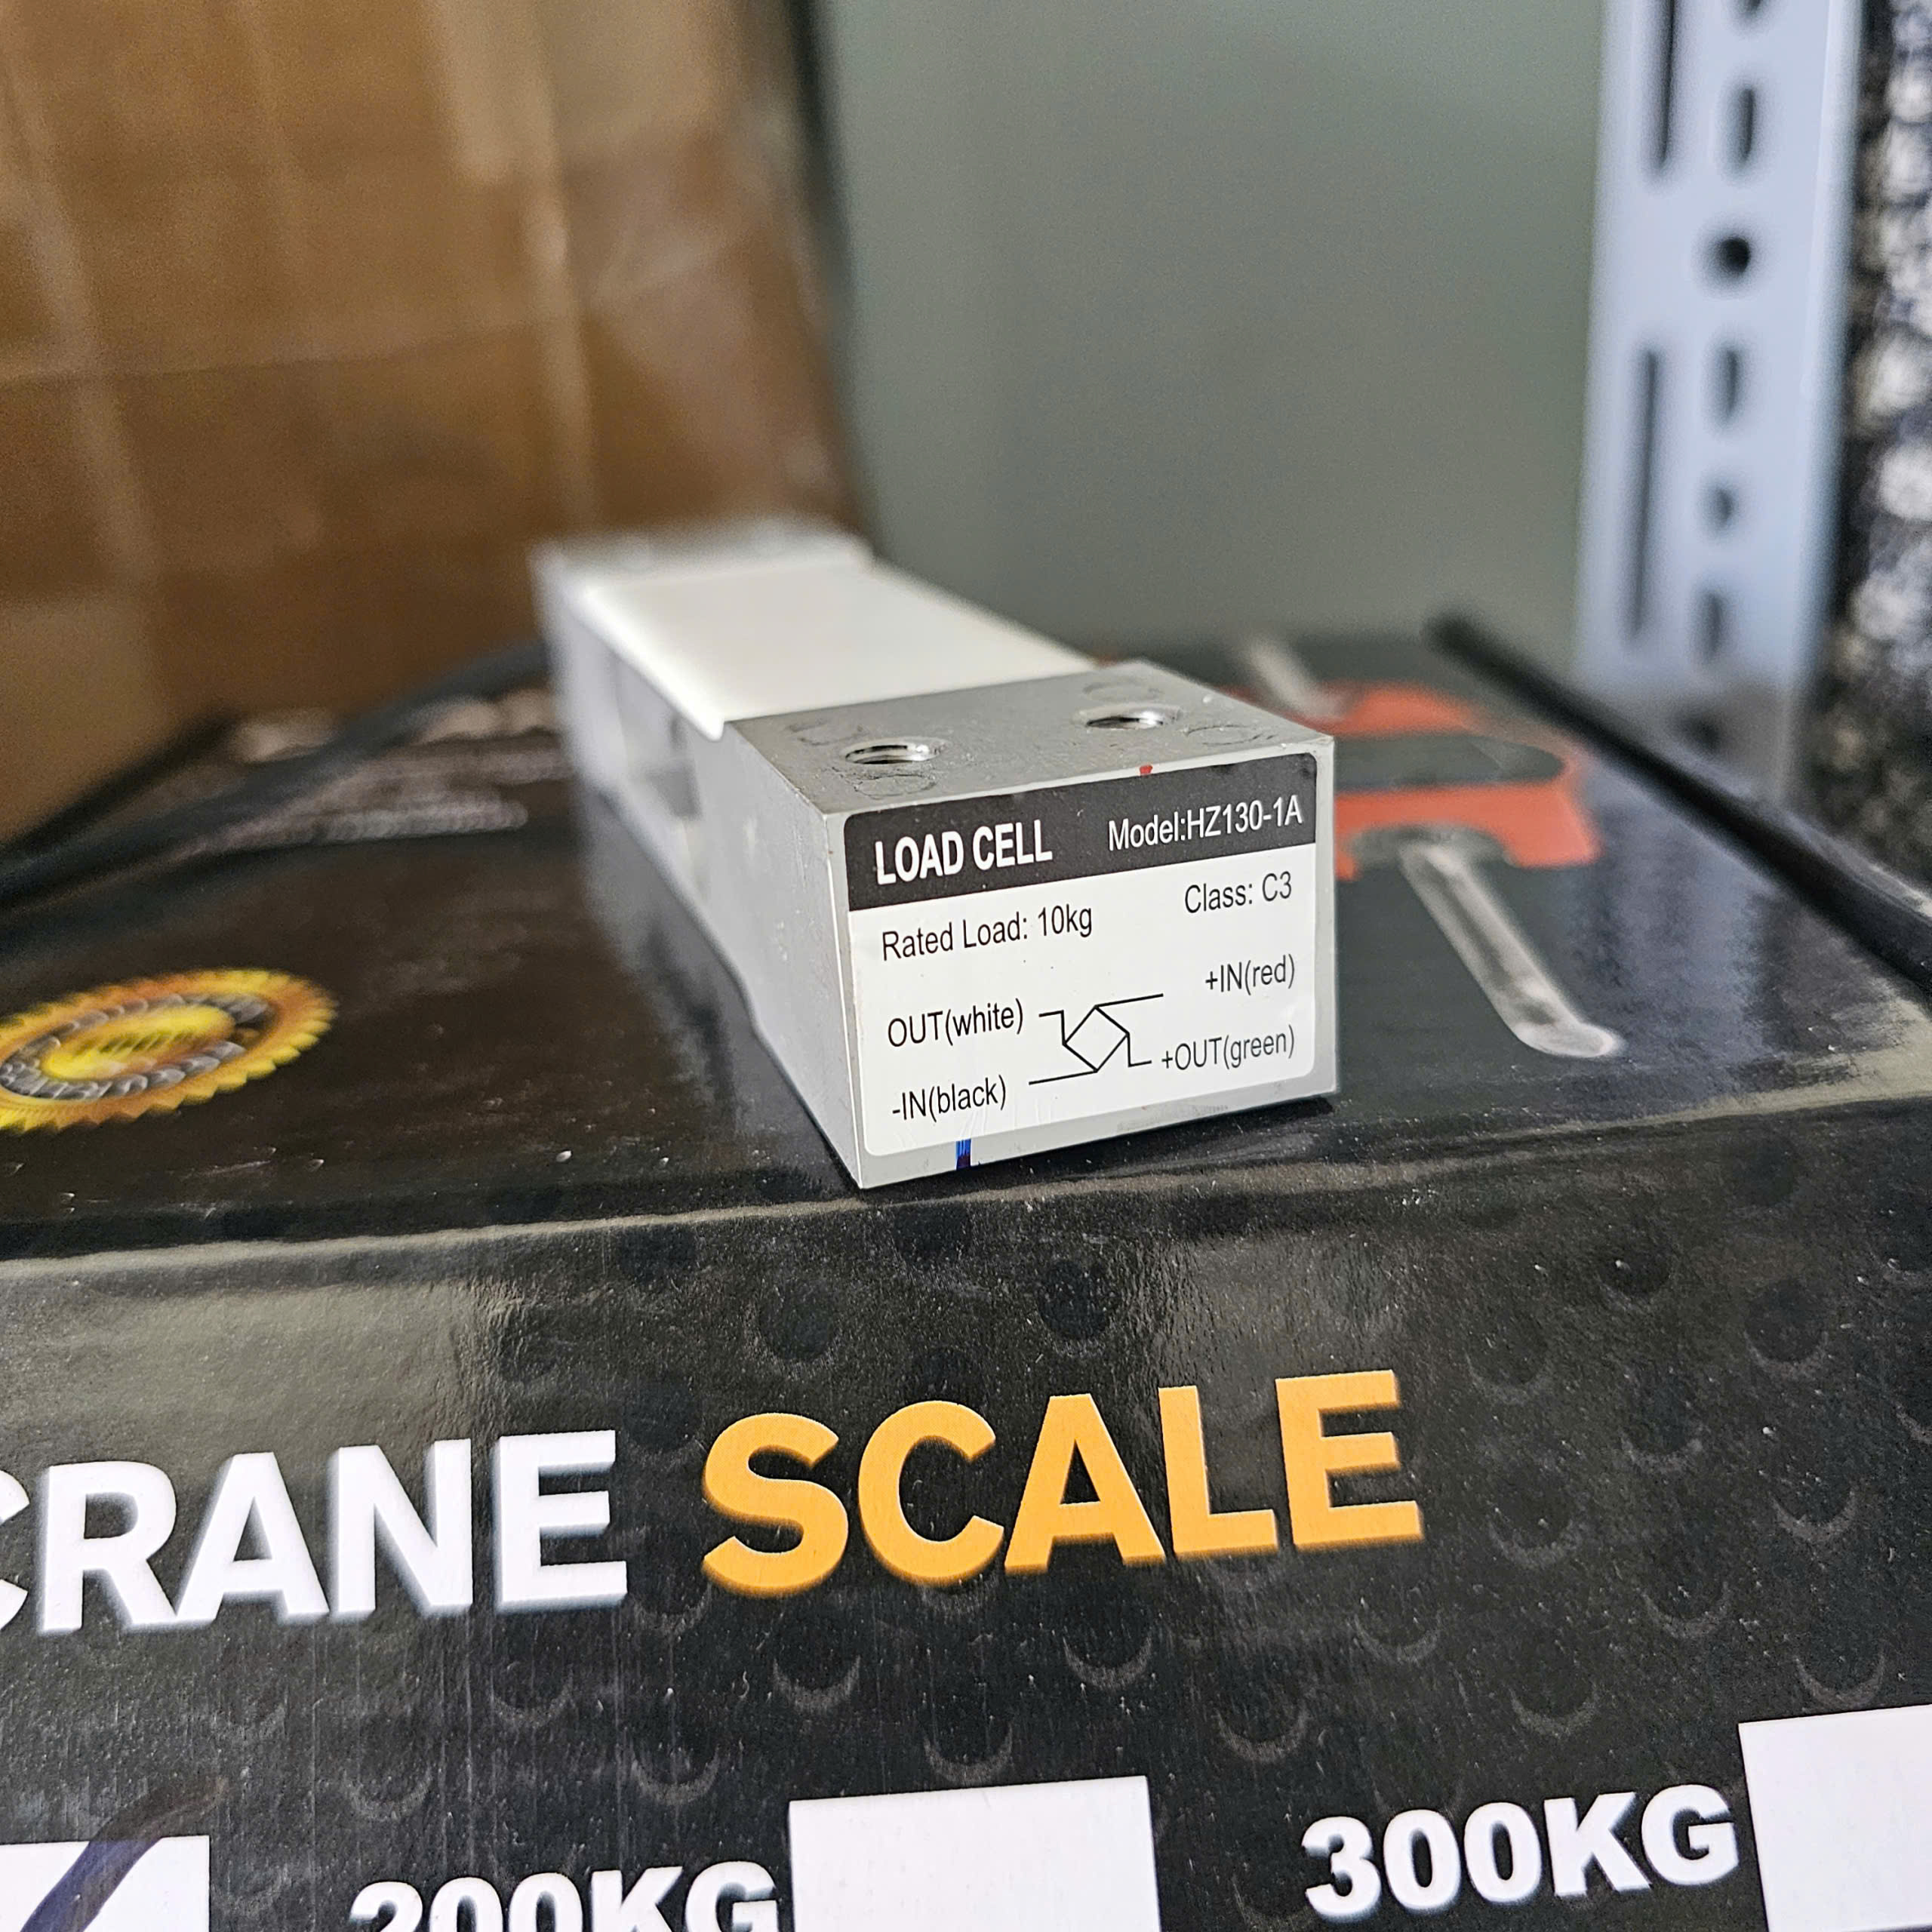 LOAD CELL Model:HZ130-1A
Rated Load: 10kg Class: C3
OUT(white) +IN(red)
-IN(black) +OUT(green)
CRANE SCALE
200KG 300KG